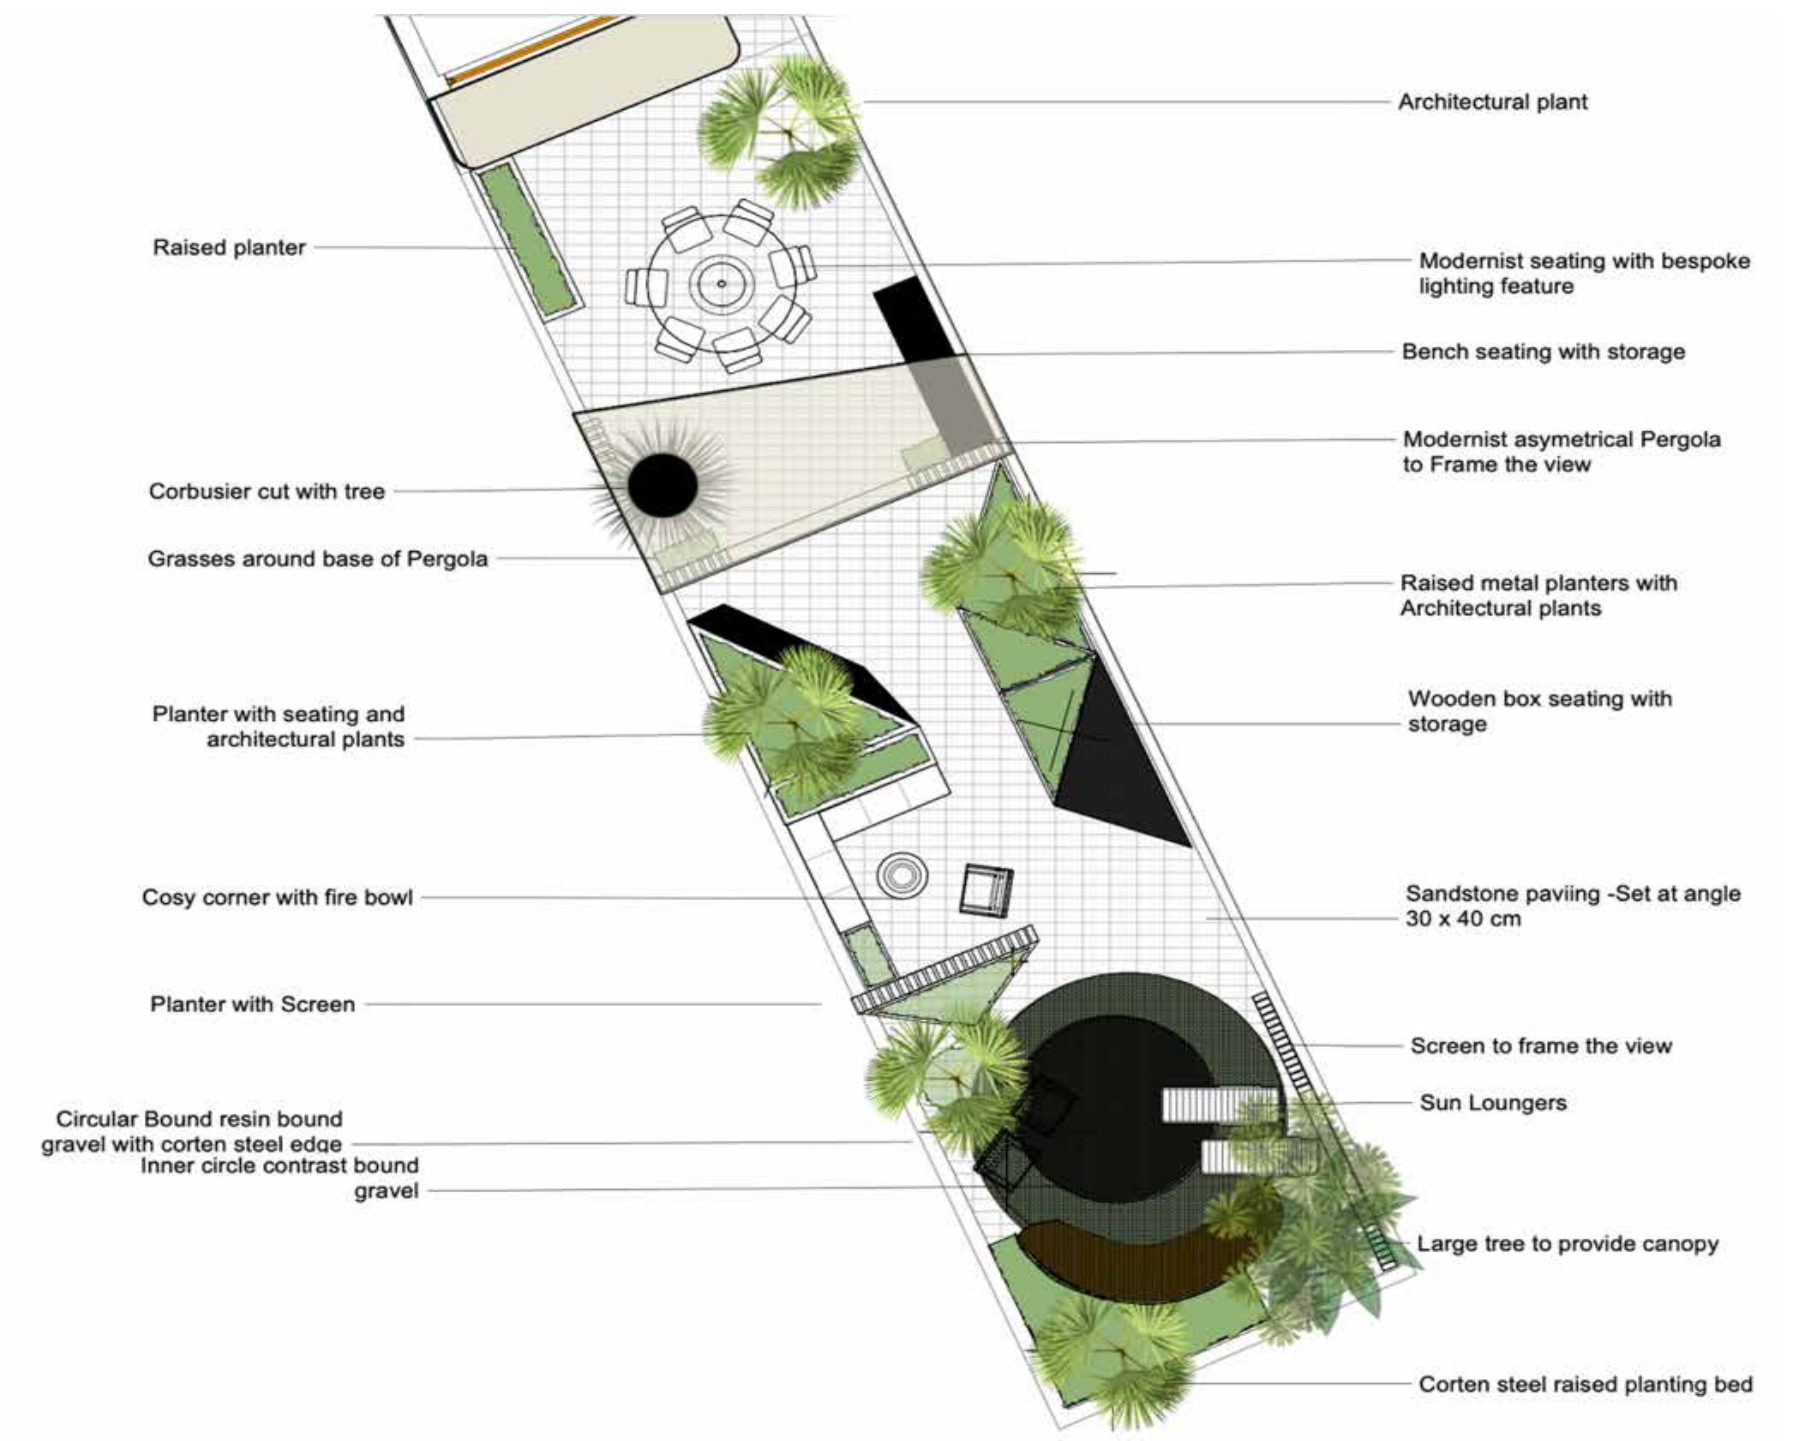 Architectural plant
Raised planter
Modernist seating with bespoke
lighting feature
Bench seating with storage
Modernist asymetrical Pergola
to Frame the view
Corbusier cut with tree
Grasses around base of Pergola
Raised metal planters with
Architectural plants
Wooden box seating with
storage
Planter with seating and
architectural plants
Cosy corner with fire bowl
Sandstone paviing -Set at angle
30 x 40 cm
Planter with Screen
Screen to frame the view
Sun Loungers
Circular Bound resin bound
gravel with corten steel edge
Inner circle contrast bound
gravel
Large tree to provide canopy
Corten steel raised planting bed